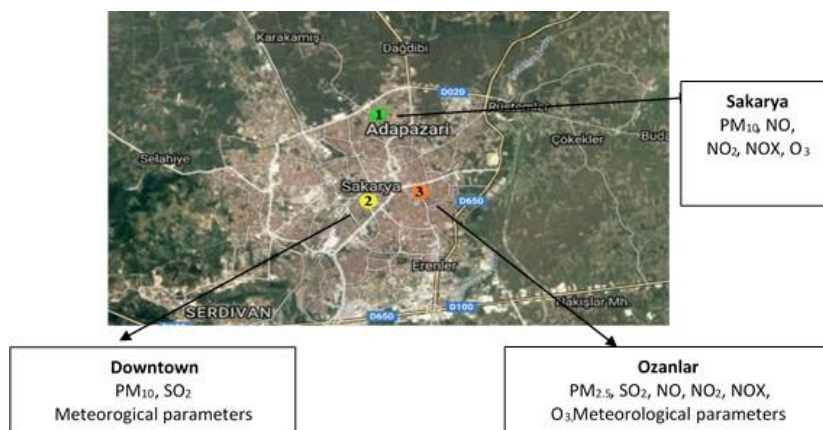 Karakamış
Dağdibi
D020
Rüstemler
1
Adapazari
Çökekler
Buda
Selahiye
Sakarya
2
3
D650
Erenler
Nakışlar Mh.
SERDIVAN
D650
D100
Sakarya
PM10, NO,
NO2, NOX, O3
Downtown
PM10, SO2
Meteorogical parameters
Ozanlar
PM2.5, SO2, NO, NO2, NOX,
O3,Meteorological parameters